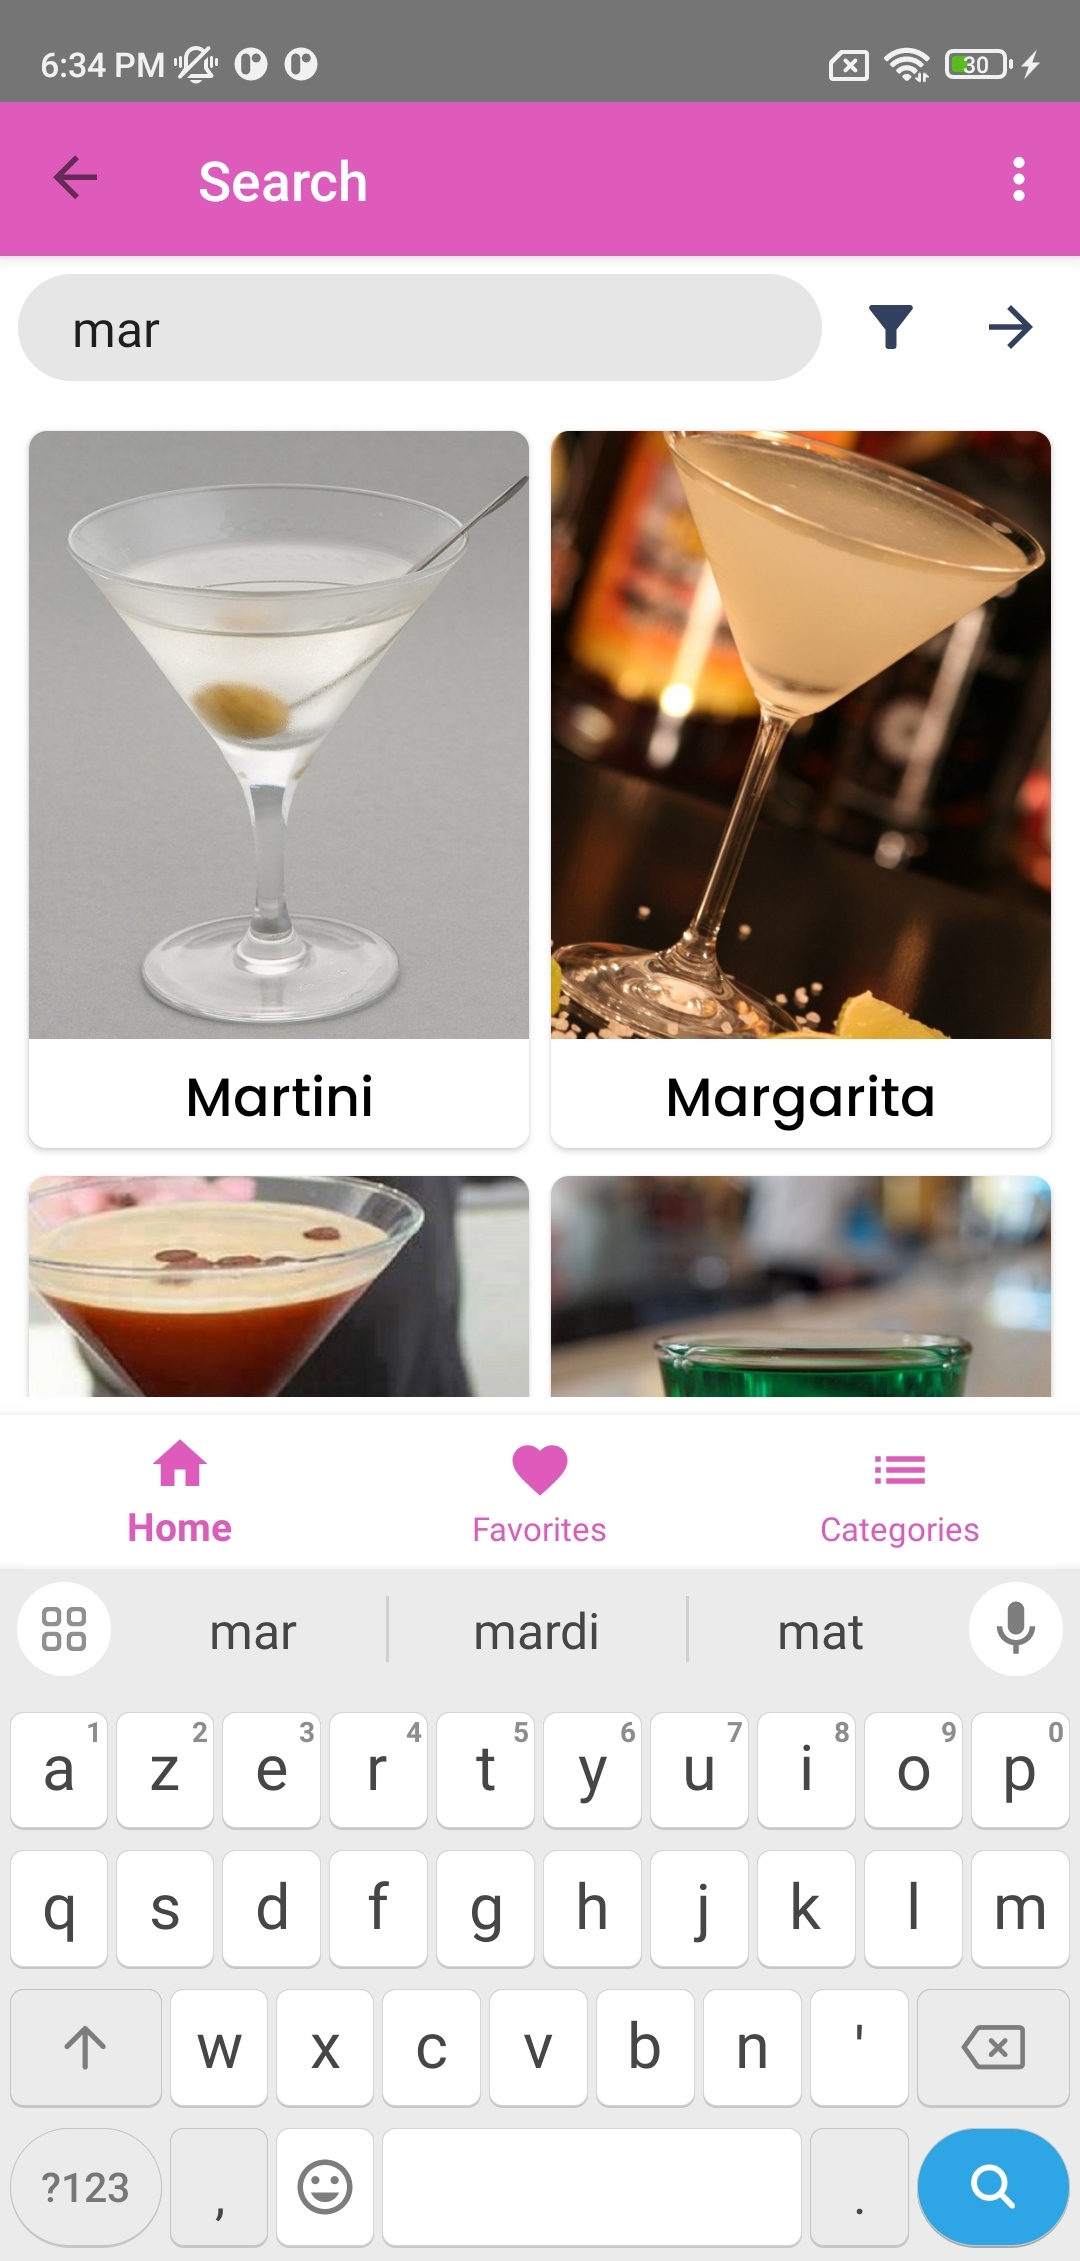 6:34 PM
30
Search
mar
Martini
Margarita
Home
Favorites
Categories
mar
mardi
mat
1 2 3 4 5 6 7 8 9 0
a z e r t y u i o p
q s d f g h j k l m
w x c v b n '
?123 , .